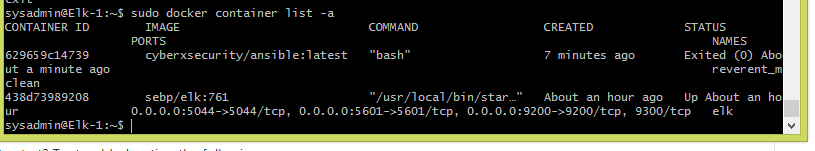 sysadmin@Elk-1:~$ sudo docker container list -a
CONTAINER ID IMAGE COMMAND CREATED STATUS
PORTS NAMES
629659c14739 cyberxsecurity/ansible:latest "bash" 7 minutes ago Exited (0) Abo
ut a minute ago reverent_m
clean
438d73989208 sebp/elk:761 "/usr/local/bin/star…" About an hour ago Up About an ho
ur 0.0.0.0:5044->5044/tcp, 0.0.0.0:5601->5601/tcp, 0.0.0.0:9200->9200/tcp, 9300/tcp elk
sysadmin@Elk-1:~$